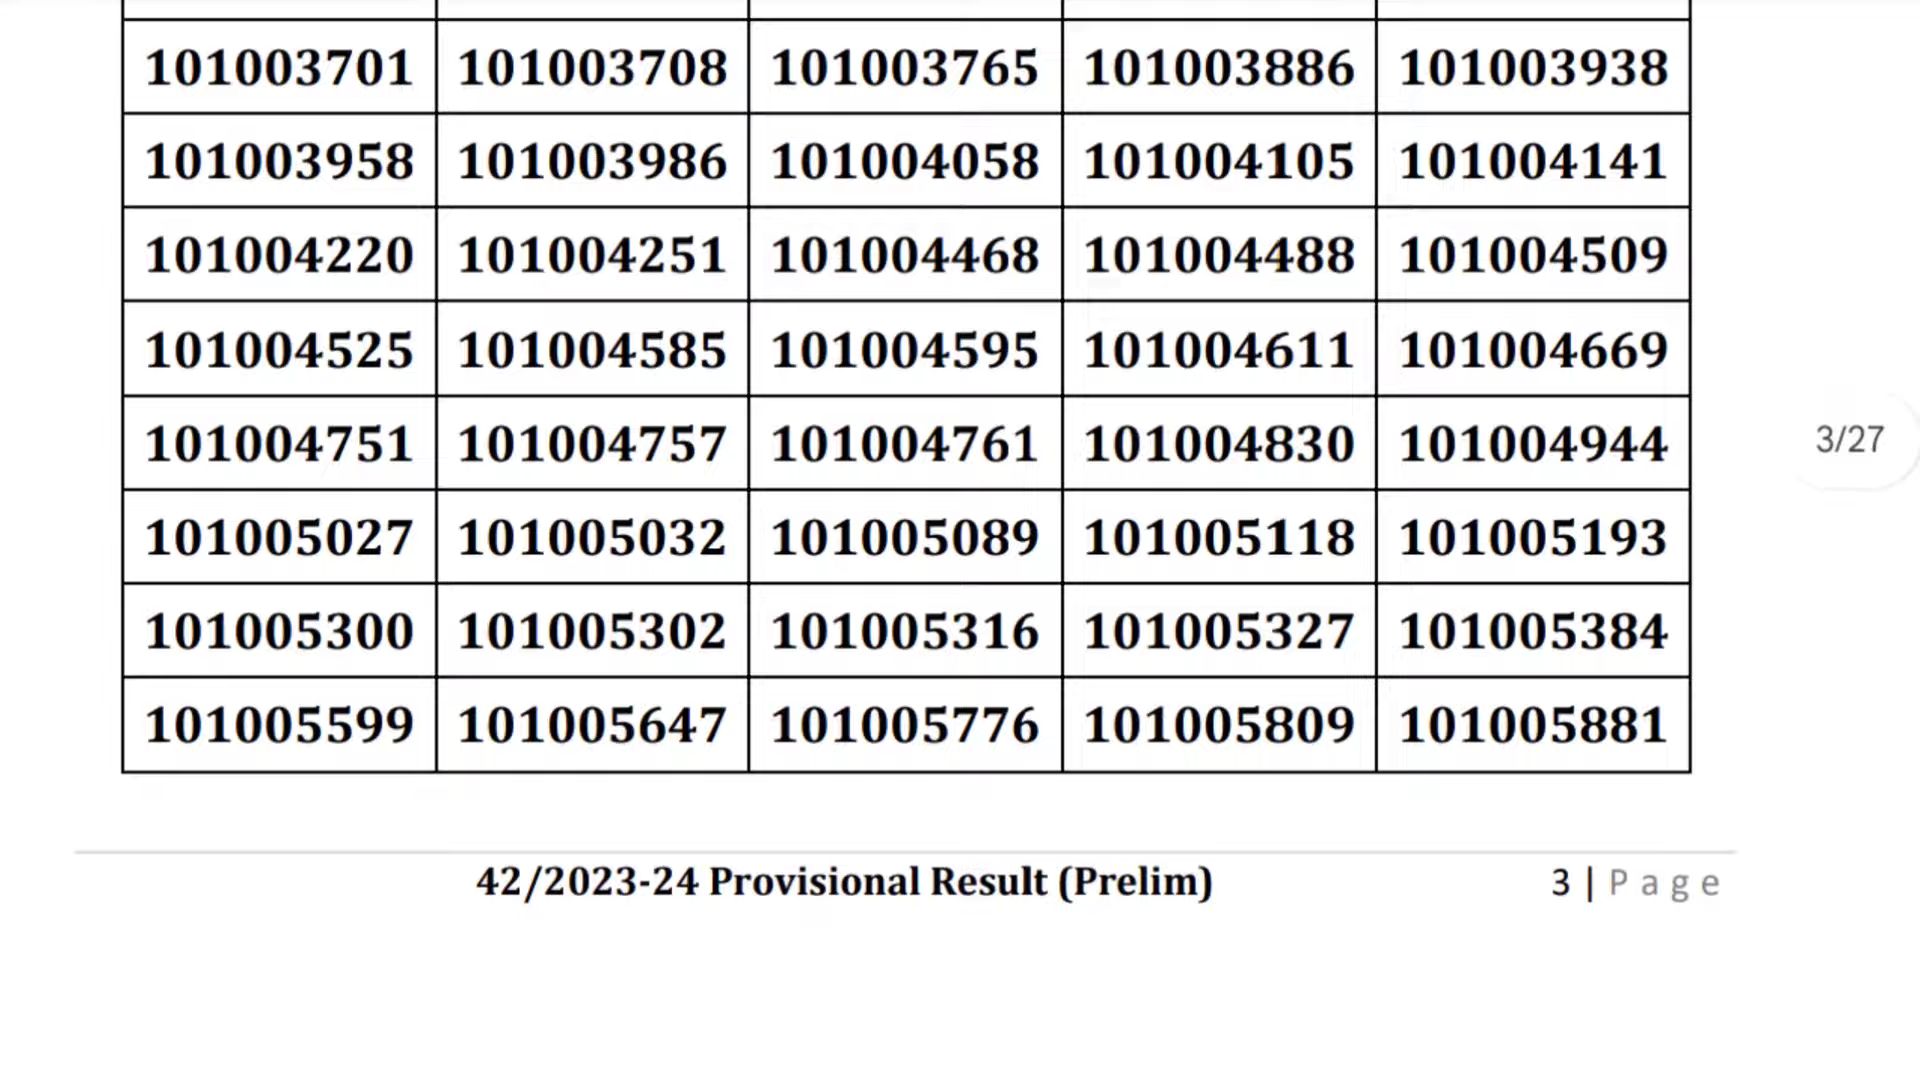 101003701 101003708 101003765 101003886 101003938
101003958 101003986 101004058 101004105 101004141
101004220 101004251 101004468 101004488 101004509
101004525 101004585 101004595 101004611 101004669
101004751 101004757 101004761 101004830 101004944
101005027 101005032 101005089 101005118 101005193
101005300 101005302 101005316 101005327 101005384
101005599 101005647 101005776 101005809 101005881
3/27
42/2023-24 Provisional Result (Prelim) 3 | Page